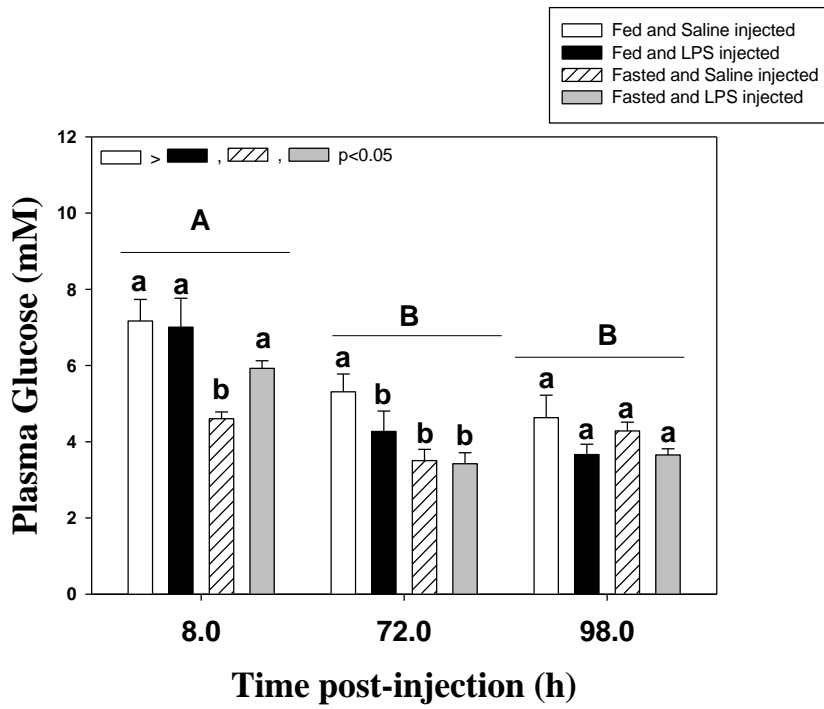 Fed and Saline injected
Fed and LPS injected
Fasted and Saline injected
Fasted and LPS injected
12
> , , p<0.05
10
A
a a
8
B
a
B
a
6
a
b
b
a
a
b b
a
a
4
2
0
8.0 72.0 98.0
Plasma Glucose (mM)
Time post-injection (h)